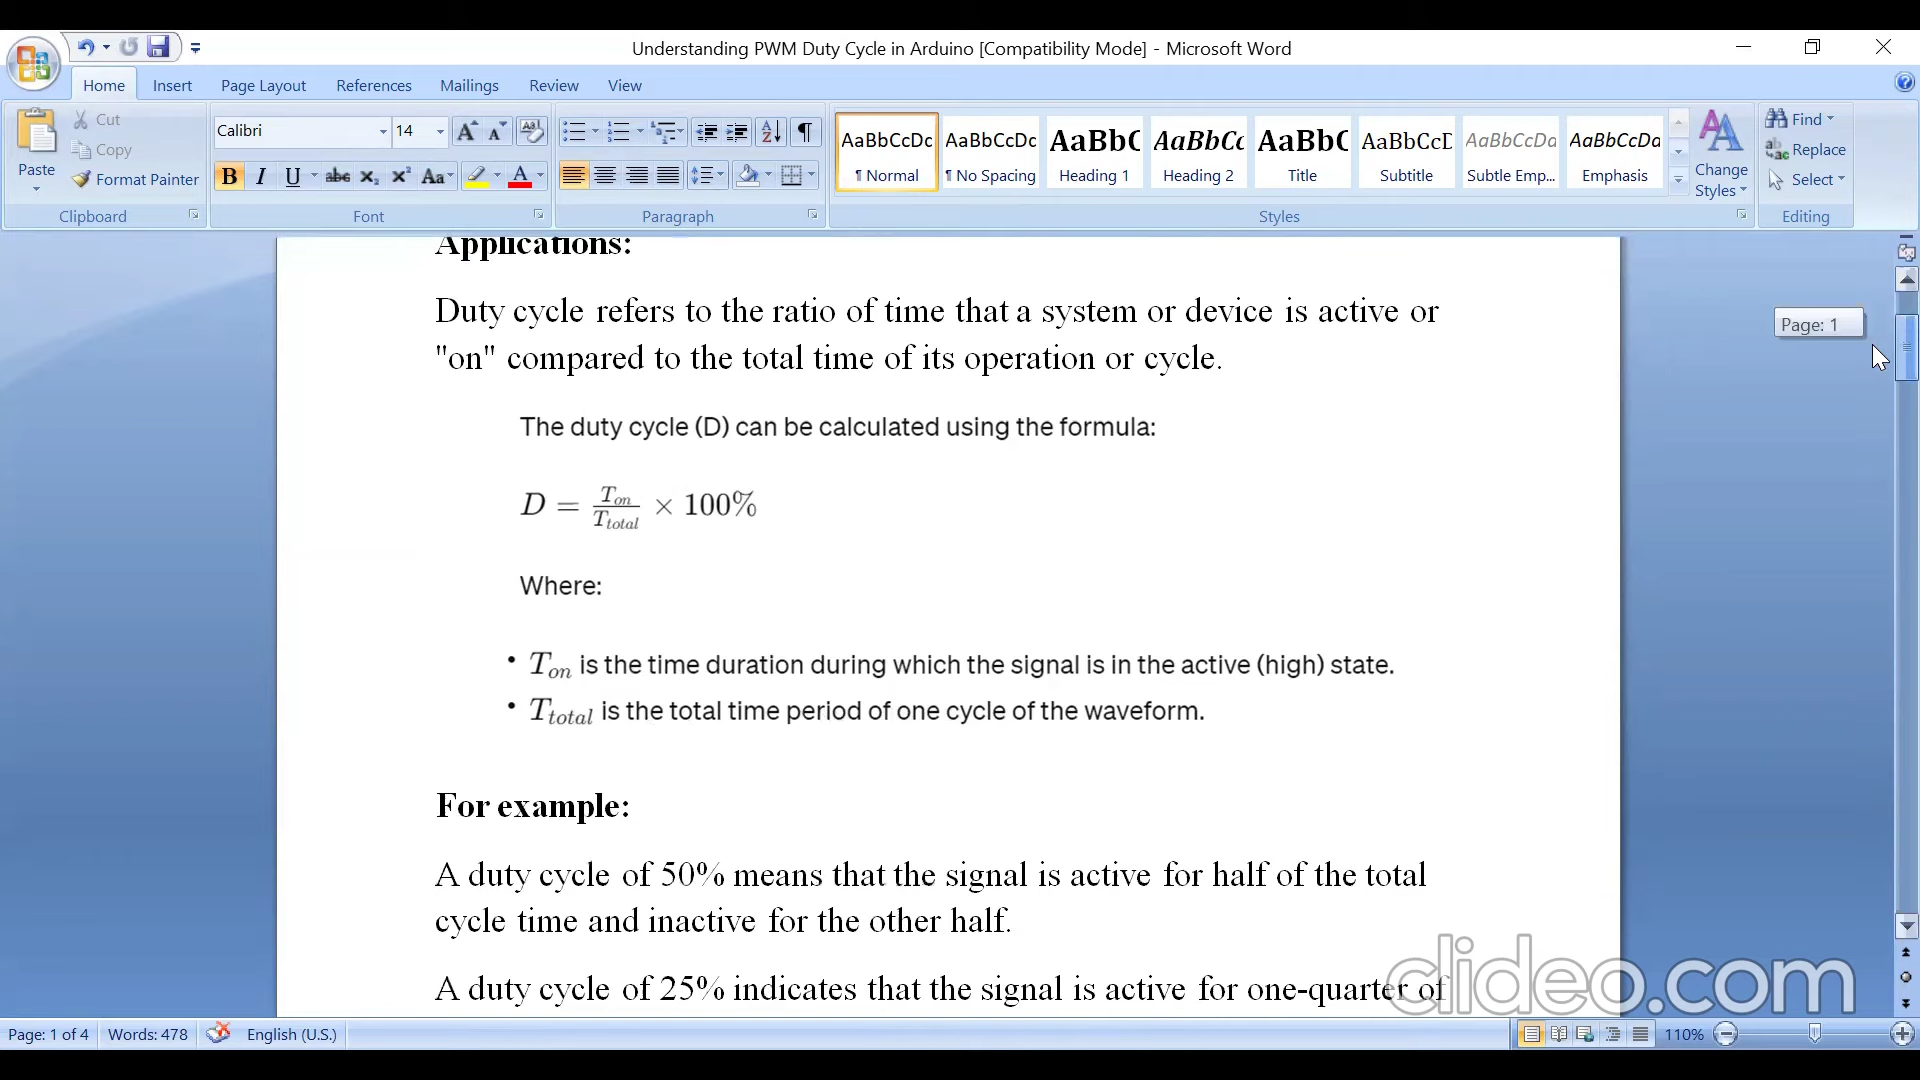 Understanding PWM Duty Cycle in Arduino [Compatibility Mode] - Microsoft Word
Home Insert Page Layout References Mailings Review View
Paste
Cut
Copy
Format Painter
Clipboard
Calibri 14
Font
Paragraph
AaBbCcDc AaBbCcDc AaBbC AaBbCc AaBbC AaBbCcD AaBbCcDa AaBbCcDa
¶ Normal ¶ No Spacing Heading 1 Heading 2 Title Subtitle Subtle Emp... Emphasis
Change Styles
Styles
Find
Replace
Select
Editing
Applications:
Duty cycle refers to the ratio of time that a system or device is active or
"on" compared to the total time of its operation or cycle.
The duty cycle (D) can be calculated using the formula:
D = T_on / T_total × 100%
Where:
• T_on is the time duration during which the signal is in the active (high) state.
• T_total is the total time period of one cycle of the waveform.
For example:
A duty cycle of 50% means that the signal is active for half of the total
cycle time and inactive for the other half.
A duty cycle of 25% indicates that the signal is active for one-quarter of
Page: 1
clideo.com
Page: 1 of 4 Words: 478 English (U.S.) 110%